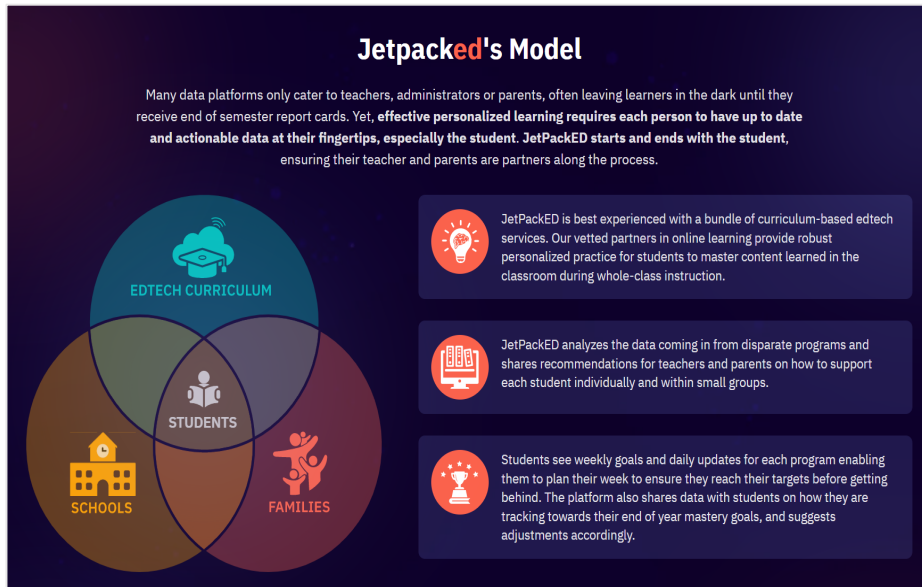 Jetpacked's Model
Many data platforms only cater to teachers, administrators or parents, often leaving learners in the dark until they
receive end of semester report cards. Yet, effective personalized learning requires each person to have up to date
and actionable data at their fingertips, especially the student. JetPackED starts and ends with the student,
ensuring their teacher and parents are partners along the process.
EDTECH CURRICULUM
STUDENTS
SCHOOLS
FAMILIES
JetPackED is best experienced with a bundle of curriculum-based edtech
services. Our vetted partners in online learning provide robust
personalized practice for students to master content learned in the
classroom during whole-class instruction.
JetPackED analyzes the data coming in from disparate programs and
shares recommendations for teachers and parents on how to support
each student individually and within small groups.
Students see weekly goals and daily updates for each program enabling
them to plan their week to ensure they reach their targets before getting
behind. The platform also shares data with students on how they are
tracking towards their end of year mastery goals, and suggests
adjustments accordingly.